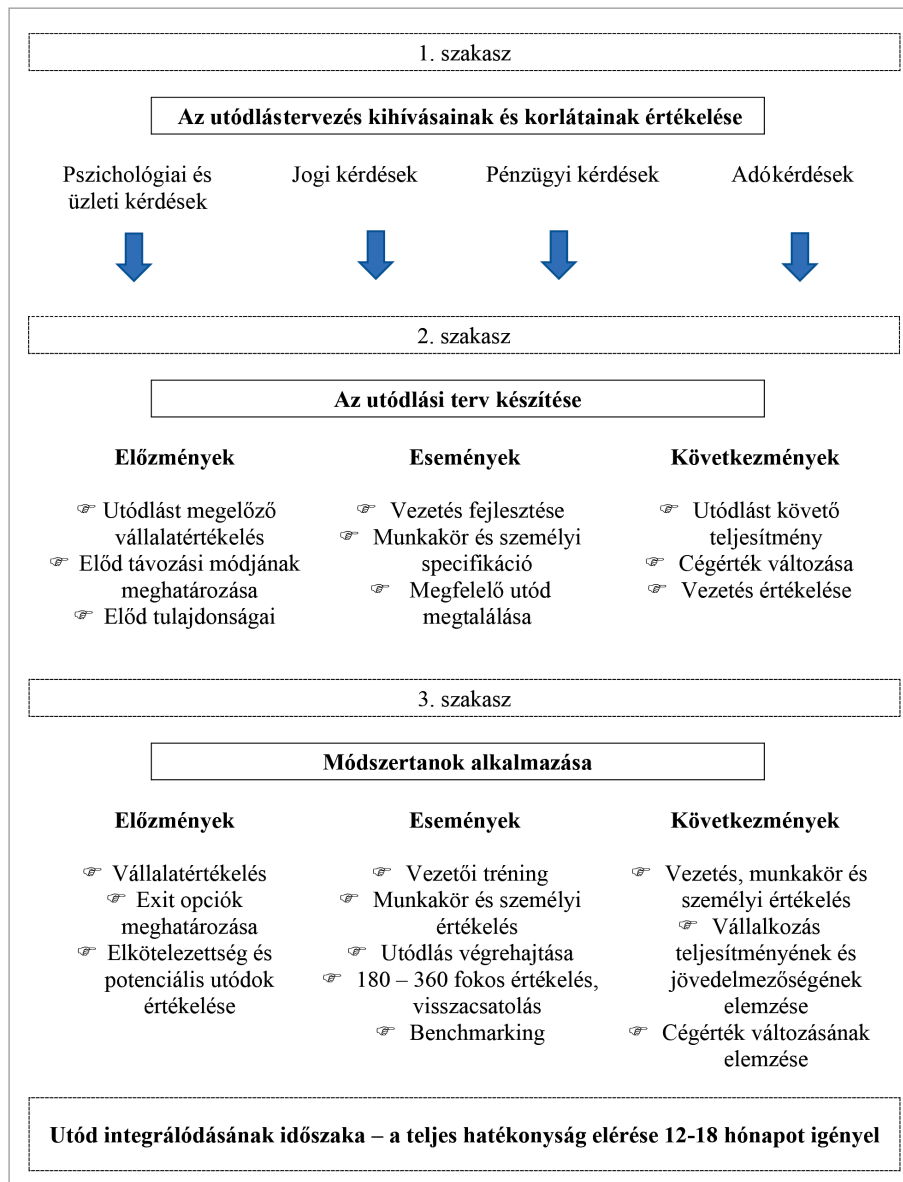 1. szakasz
Az utódlástervezés kihívásainak és korlátainak értékelése
Pszichológiai és
üzleti kérdések
Jogi kérdések
Pénzügyi kérdések
Adókérdések
2. szakasz
Az utódlási terv készítése
Előzmények
☞ Utódlást megelőző
vállalatértékelés
☞ Előd távozási módjának
meghatározása
☞ Előd tulajdonságai
Események
☞ Vezetés fejlesztése
☞ Munkakör és személyi
specifikáció
☞ Megfelelő utód
megtalálása
Következmények
☞ Utódlást követő
teljesítmény
☞ Cégérték változása
☞ Vezetés értékelése
3. szakasz
Módszertanok alkalmazása
Előzmények
☞ Vállalatértékelés
☞ Exit opciók
meghatározása
☞ Elkötelezettség és
potenciális utódok
értékelése
Események
☞ Vezetői tréning
☞ Munkakör és személyi
értékelés
☞ Utódlás végrehajtása
☞ 180 – 360 fokos értékelés,
visszacsatolás
☞ Benchmarking
Következmények
☞ Vezetés, munkakör és
személyi értékelés
☞ Vállalkozás
teljesítményének és
jövedelmezőségének
elemzése
☞ Cégérték változásának
elemzése
Utód integrálódásának időszaka – a teljes hatékonyság elérése 12-18 hónapot igényel